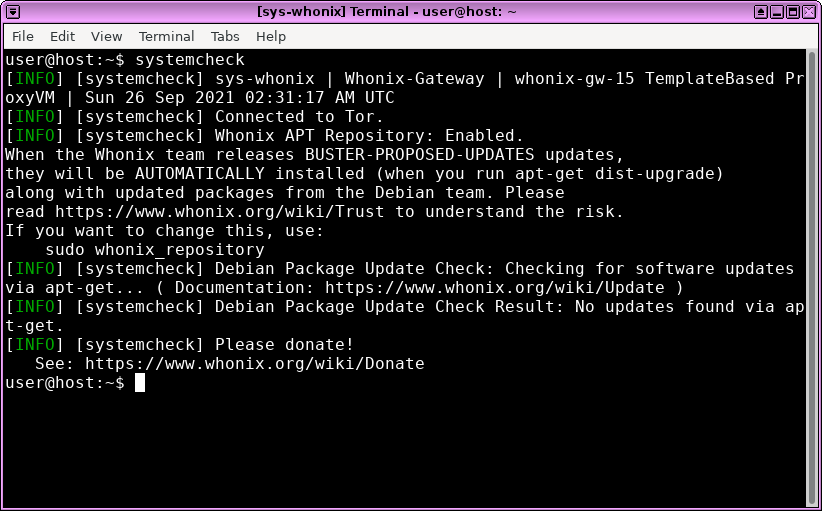 [sys-whonix] Terminal - user@host: ~
File Edit View Terminal Tabs Help
user@host:~$ systemcheck
[INFO] [systemcheck] sys-whonix | Whonix-Gateway | whonix-gw-15 TemplateBased Pr
oxyVM | Sun 26 Sep 2021 02:31:17 AM UTC
[INFO] [systemcheck] Connected to Tor.
[INFO] [systemcheck] Whonix APT Repository: Enabled.
When the Whonix team releases BUSTER-PROPOSED-UPDATES updates,
they will be AUTOMATICALLY installed (when you run apt-get dist-upgrade)
along with updated packages from the Debian team. Please
read https://www.whonix.org/wiki/Trust to understand the risk.
If you want to change this, use:
    sudo whonix_repository
[INFO] [systemcheck] Debian Package Update Check: Checking for software updates
via apt-get... ( Documentation: https://www.whonix.org/wiki/Update )
[INFO] [systemcheck] Debian Package Update Check Result: No updates found via ap
t-get.
[INFO] [systemcheck] Please donate!
   See: https://www.whonix.org/wiki/Donate
user@host:~$